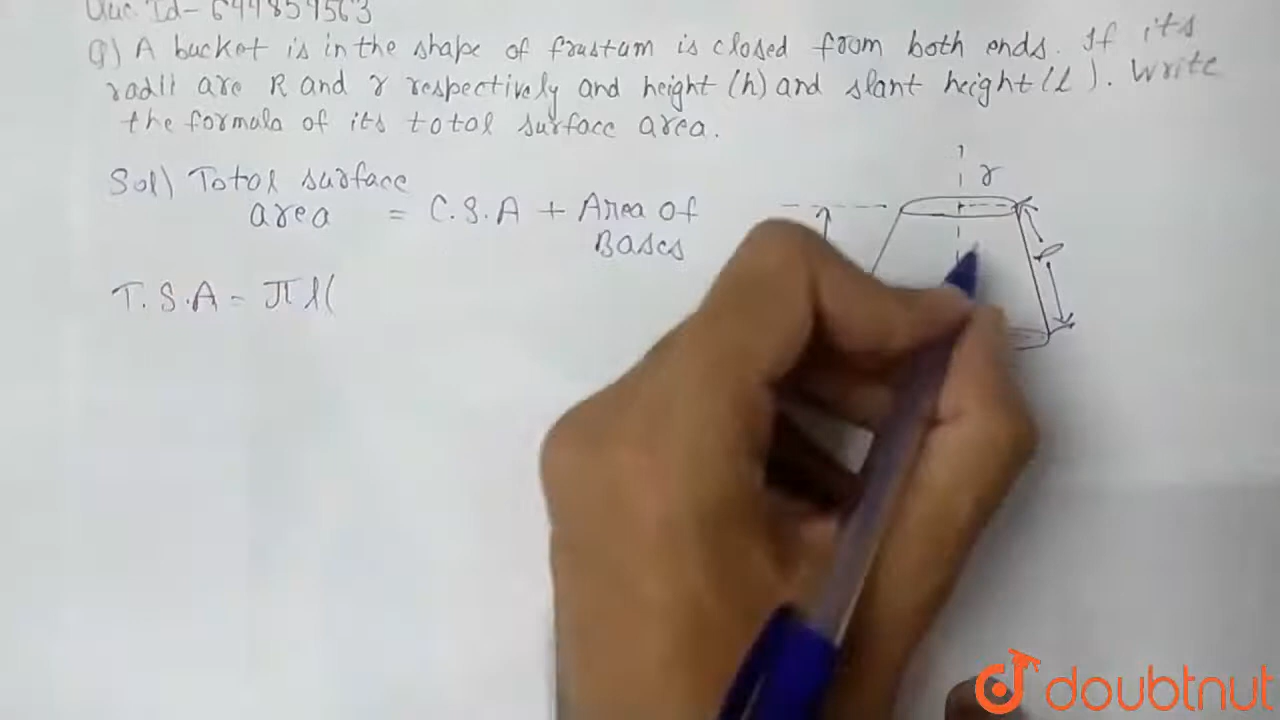 Q) A bucket is in the shape of frustum is closed from both ends. If its
radii are R and r respectively and height (h) and slant height (l). Write
the formula of its total surface area.
Sol) Total surface
area = C.S.A + Area of
Bases
T.S.A = πl(
r
l
doubtnut